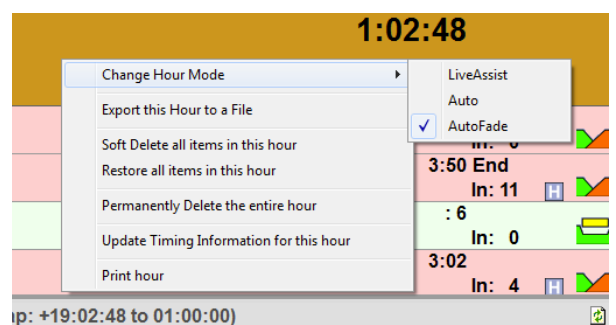 1:02:48
Change Hour Mode
LiveAssist
Auto
AutoFade
Export this Hour to a File
Soft Delete all items in this hour
Restore all items in this hour
3:50 End
In: 11 H
Permanently Delete the entire hour
: 6
Update Timing Information for this hour
In: 0
3:02
Print hour
In: 4 H
ap: +19:02:48 to 01:00:00)